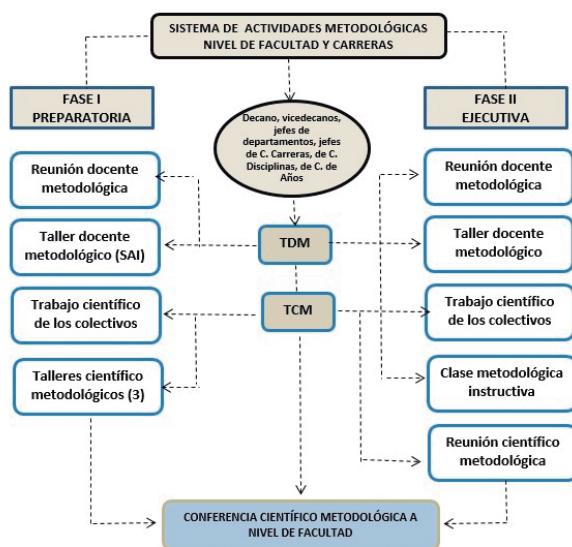 SISTEMA DE ACTIVIDADES METODOLÓGICAS
NIVEL DE FACULTAD Y CARRERAS
FASE I
PREPARATORIA
FASE II
EJECUTIVA
Decano, vicedecanos,
jefes de
departamentos, jefes
de C. Carreras, de C.
Disciplinas, de C. de
Años
Reunión docente
metodológica
Taller docente
metodológico (SAI)
Trabajo científico
de los colectivos
Talleres científico
metodológicos (3)
TDM
TCM
Reunión docente
metodológica
Taller docente
metodológico
Trabajo científico
de los colectivos
Clase metodológica
instructiva
Reunión científico
metodológica
CONFERENCIA CIENTÍFICO METODOLÓGICA A
NIVEL DE FACULTAD